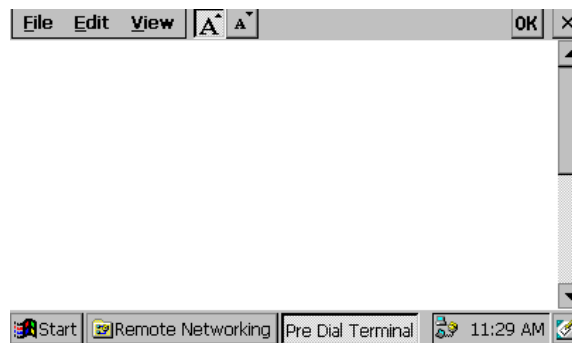 File Edit View A A OK ×
Start Remote Networking Pre Dial Terminal 11:29 AM